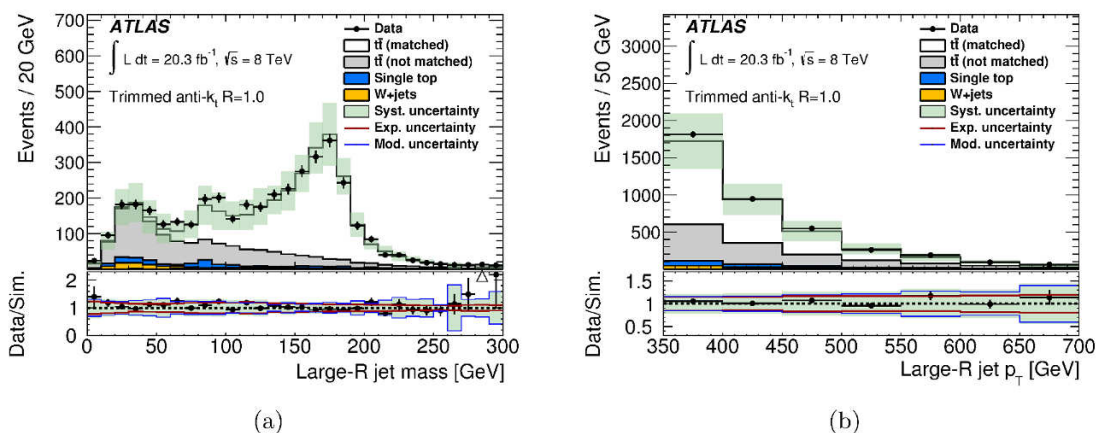 ATLAS
∫ L dt = 20.3 fb⁻¹, √s = 8 TeV
Trimmed anti-kₜ R=1.0
Data
tt̄ (matched)
tt̄ (not matched)
Single top
W+jets
Syst. uncertainty
Exp. uncertainty
Mod. uncertainty
Events / 20 GeV
700
600
500
400
300
200
100
Data/Sim.
2
1
0
0 50 100 150 200 250 300
Large-R jet mass [GeV]
(a)
ATLAS
∫ L dt = 20.3 fb⁻¹, √s = 8 TeV
Trimmed anti-kₜ R=1.0
Data
tt̄ (matched)
tt̄ (not matched)
Single top
W+jets
Syst. uncertainty
Exp. uncertainty
Mod. uncertainty
Events / 50 GeV
3000
2500
2000
1500
1000
500
Data/Sim.
1.5
1
0.5
350 400 450 500 550 600 650 700
Large-R jet p_T [GeV]
(b)